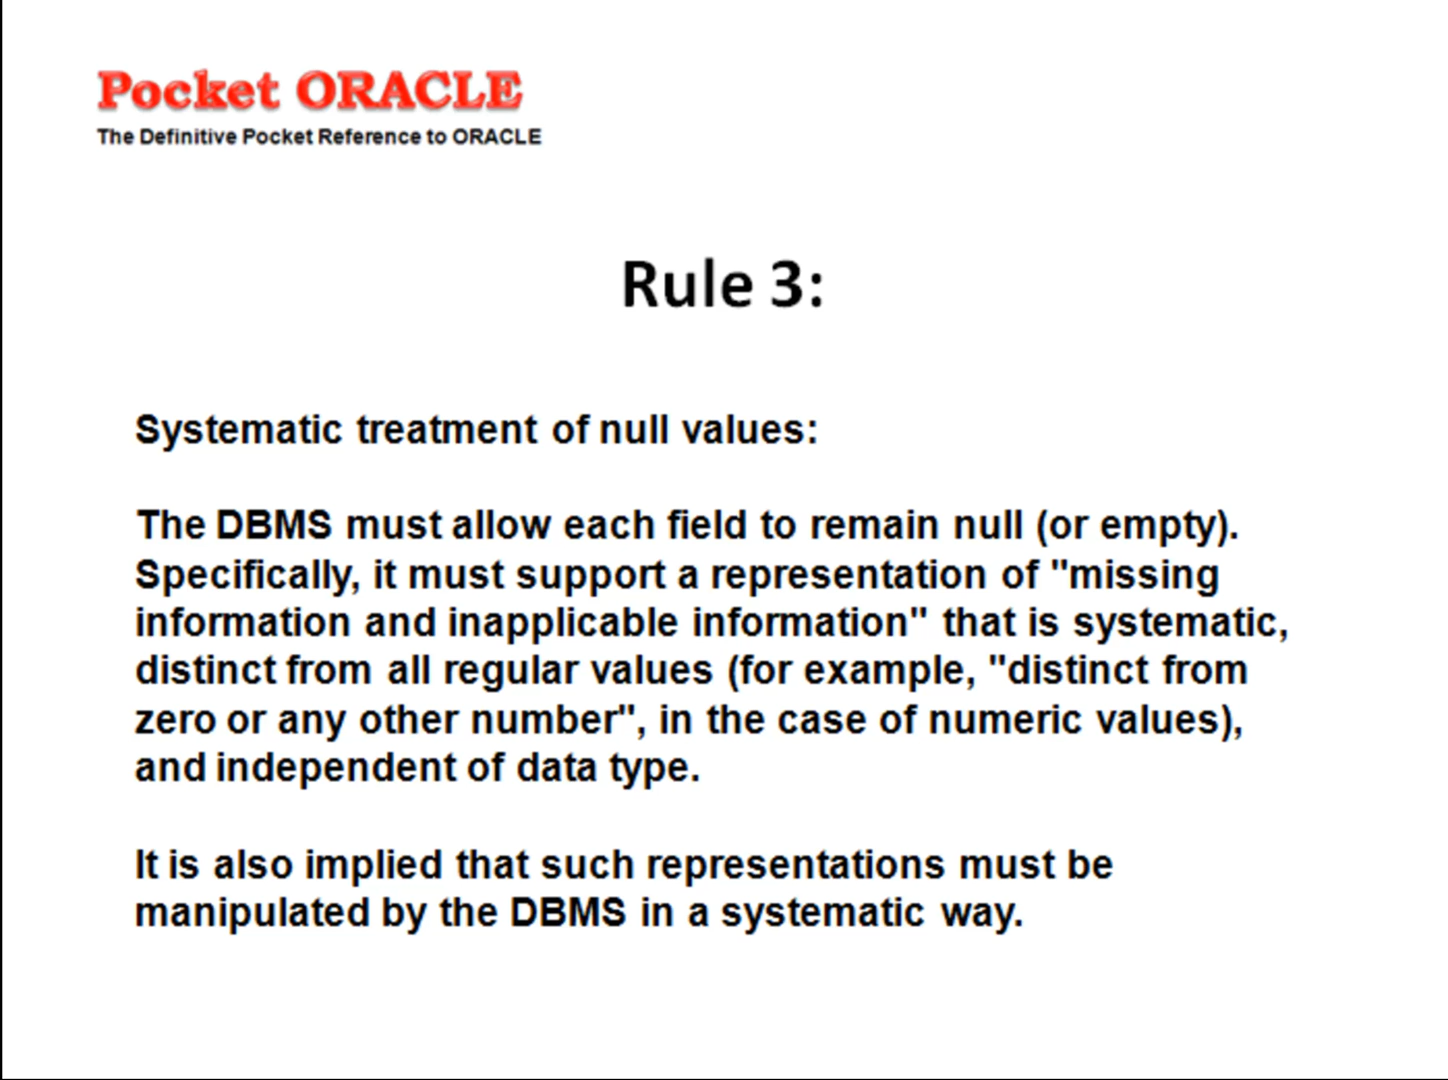 Pocket ORACLE
The Definitive Pocket Reference to ORACLE
Rule 3:
Systematic treatment of null values:
The DBMS must allow each field to remain null (or empty).
Specifically, it must support a representation of "missing
information and inapplicable information" that is systematic,
distinct from all regular values (for example, "distinct from
zero or any other number", in the case of numeric values),
and independent of data type.
It is also implied that such representations must be
manipulated by the DBMS in a systematic way.